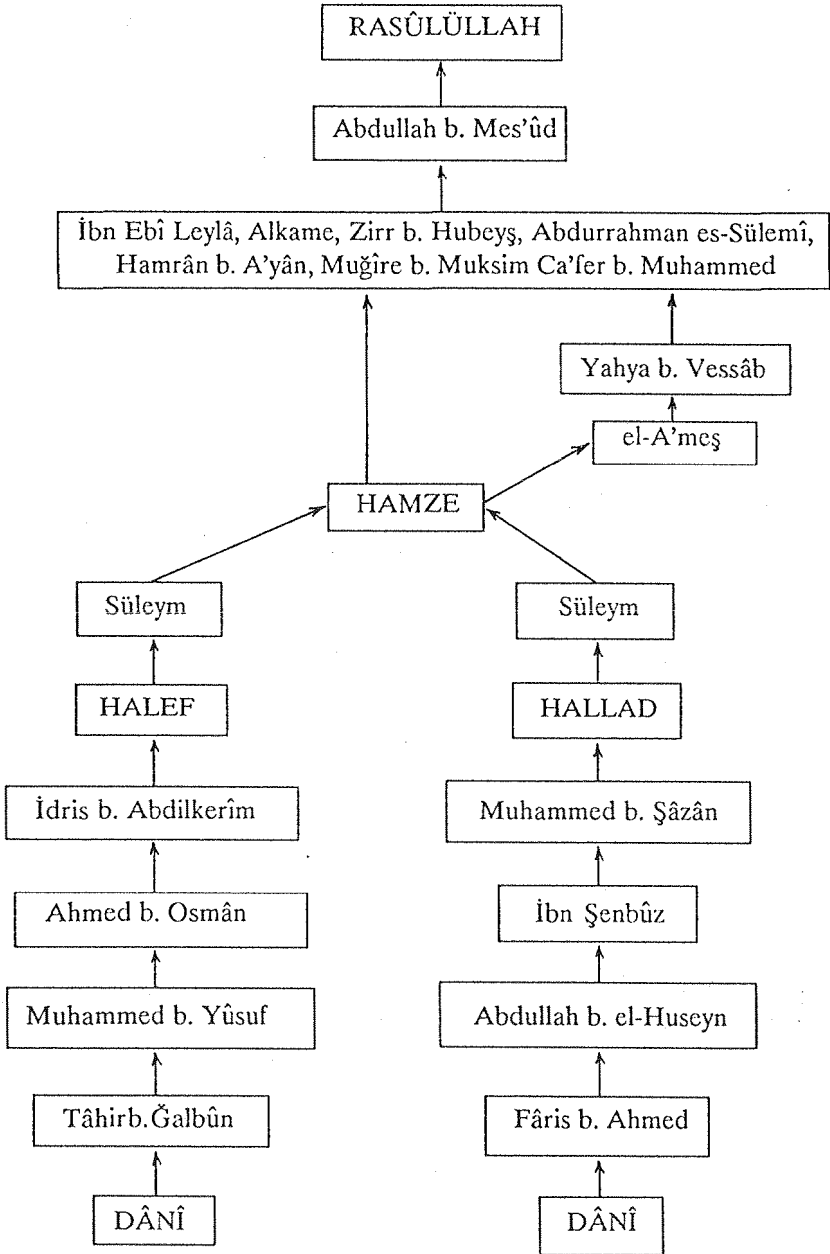 RASÛLÜLLAH
Abdullah b. Mes'ûd
İbn Ebî Leylâ, Alkame, Zirr b. Hubeyş, Abdurrahman es-Sülemî,
Hamrân b. A'yân, Muğîre b. Muksim Ca'fer b. Muhammed
Yahya b. Vessâb
el-A'meş
HAMZE
Süleym
Süleym
HALEF
HALLAD
İdris b. Abdilkerîm
Muhammed b. Şâzân
Ahmed b. Osmân
İbn Şenbûz
Muhammed b. Yûsuf
Abdullah b. el-Huseyn
Tâhirb.Ğalbûn
Fâris b. Ahmed
DÂNÎ
DÂNÎ